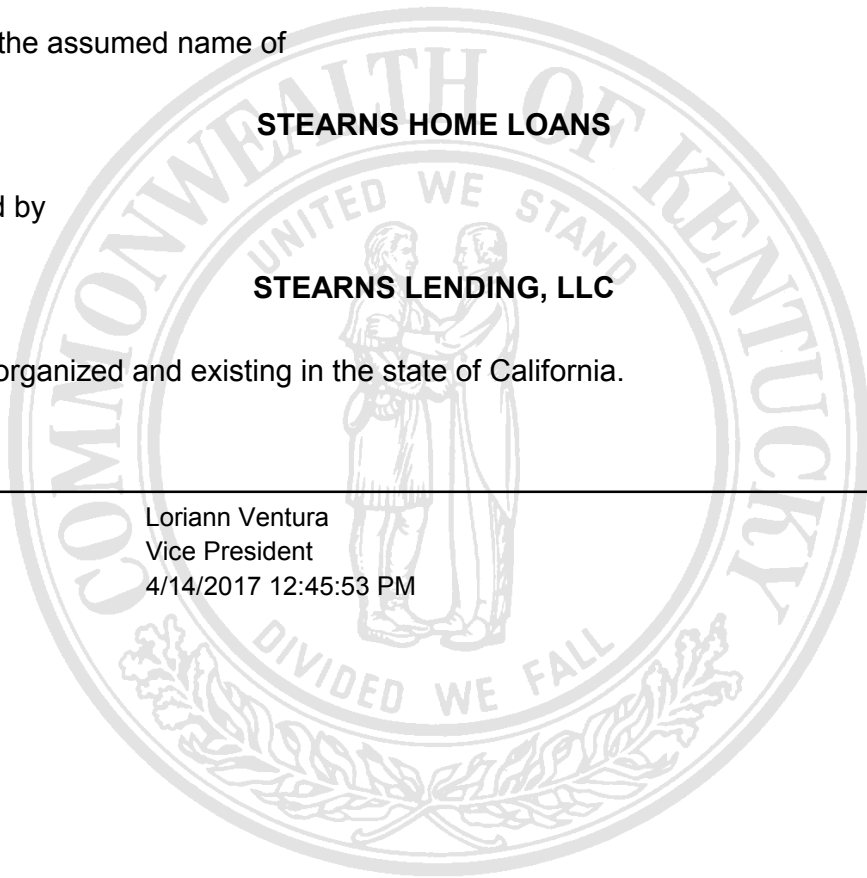 the assumed name of
STEARNS HOME LOANS
d by
STEARNS LENDING, LLC
organized and existing in the state of California.
Loriann Ventura
Vice President
4/14/2017 12:45:53 PM
COMMONWEALTH OF KENTUCKY
UNITED WE STAND
DIVIDED WE FALL